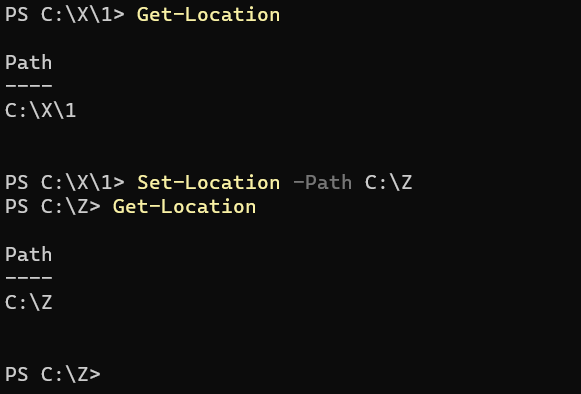 PS C:\X\1> Get-Location
Path
----
C:\X\1
PS C:\X\1> Set-Location -Path C:\Z
PS C:\Z> Get-Location
Path
----
C:\Z
PS C:\Z>